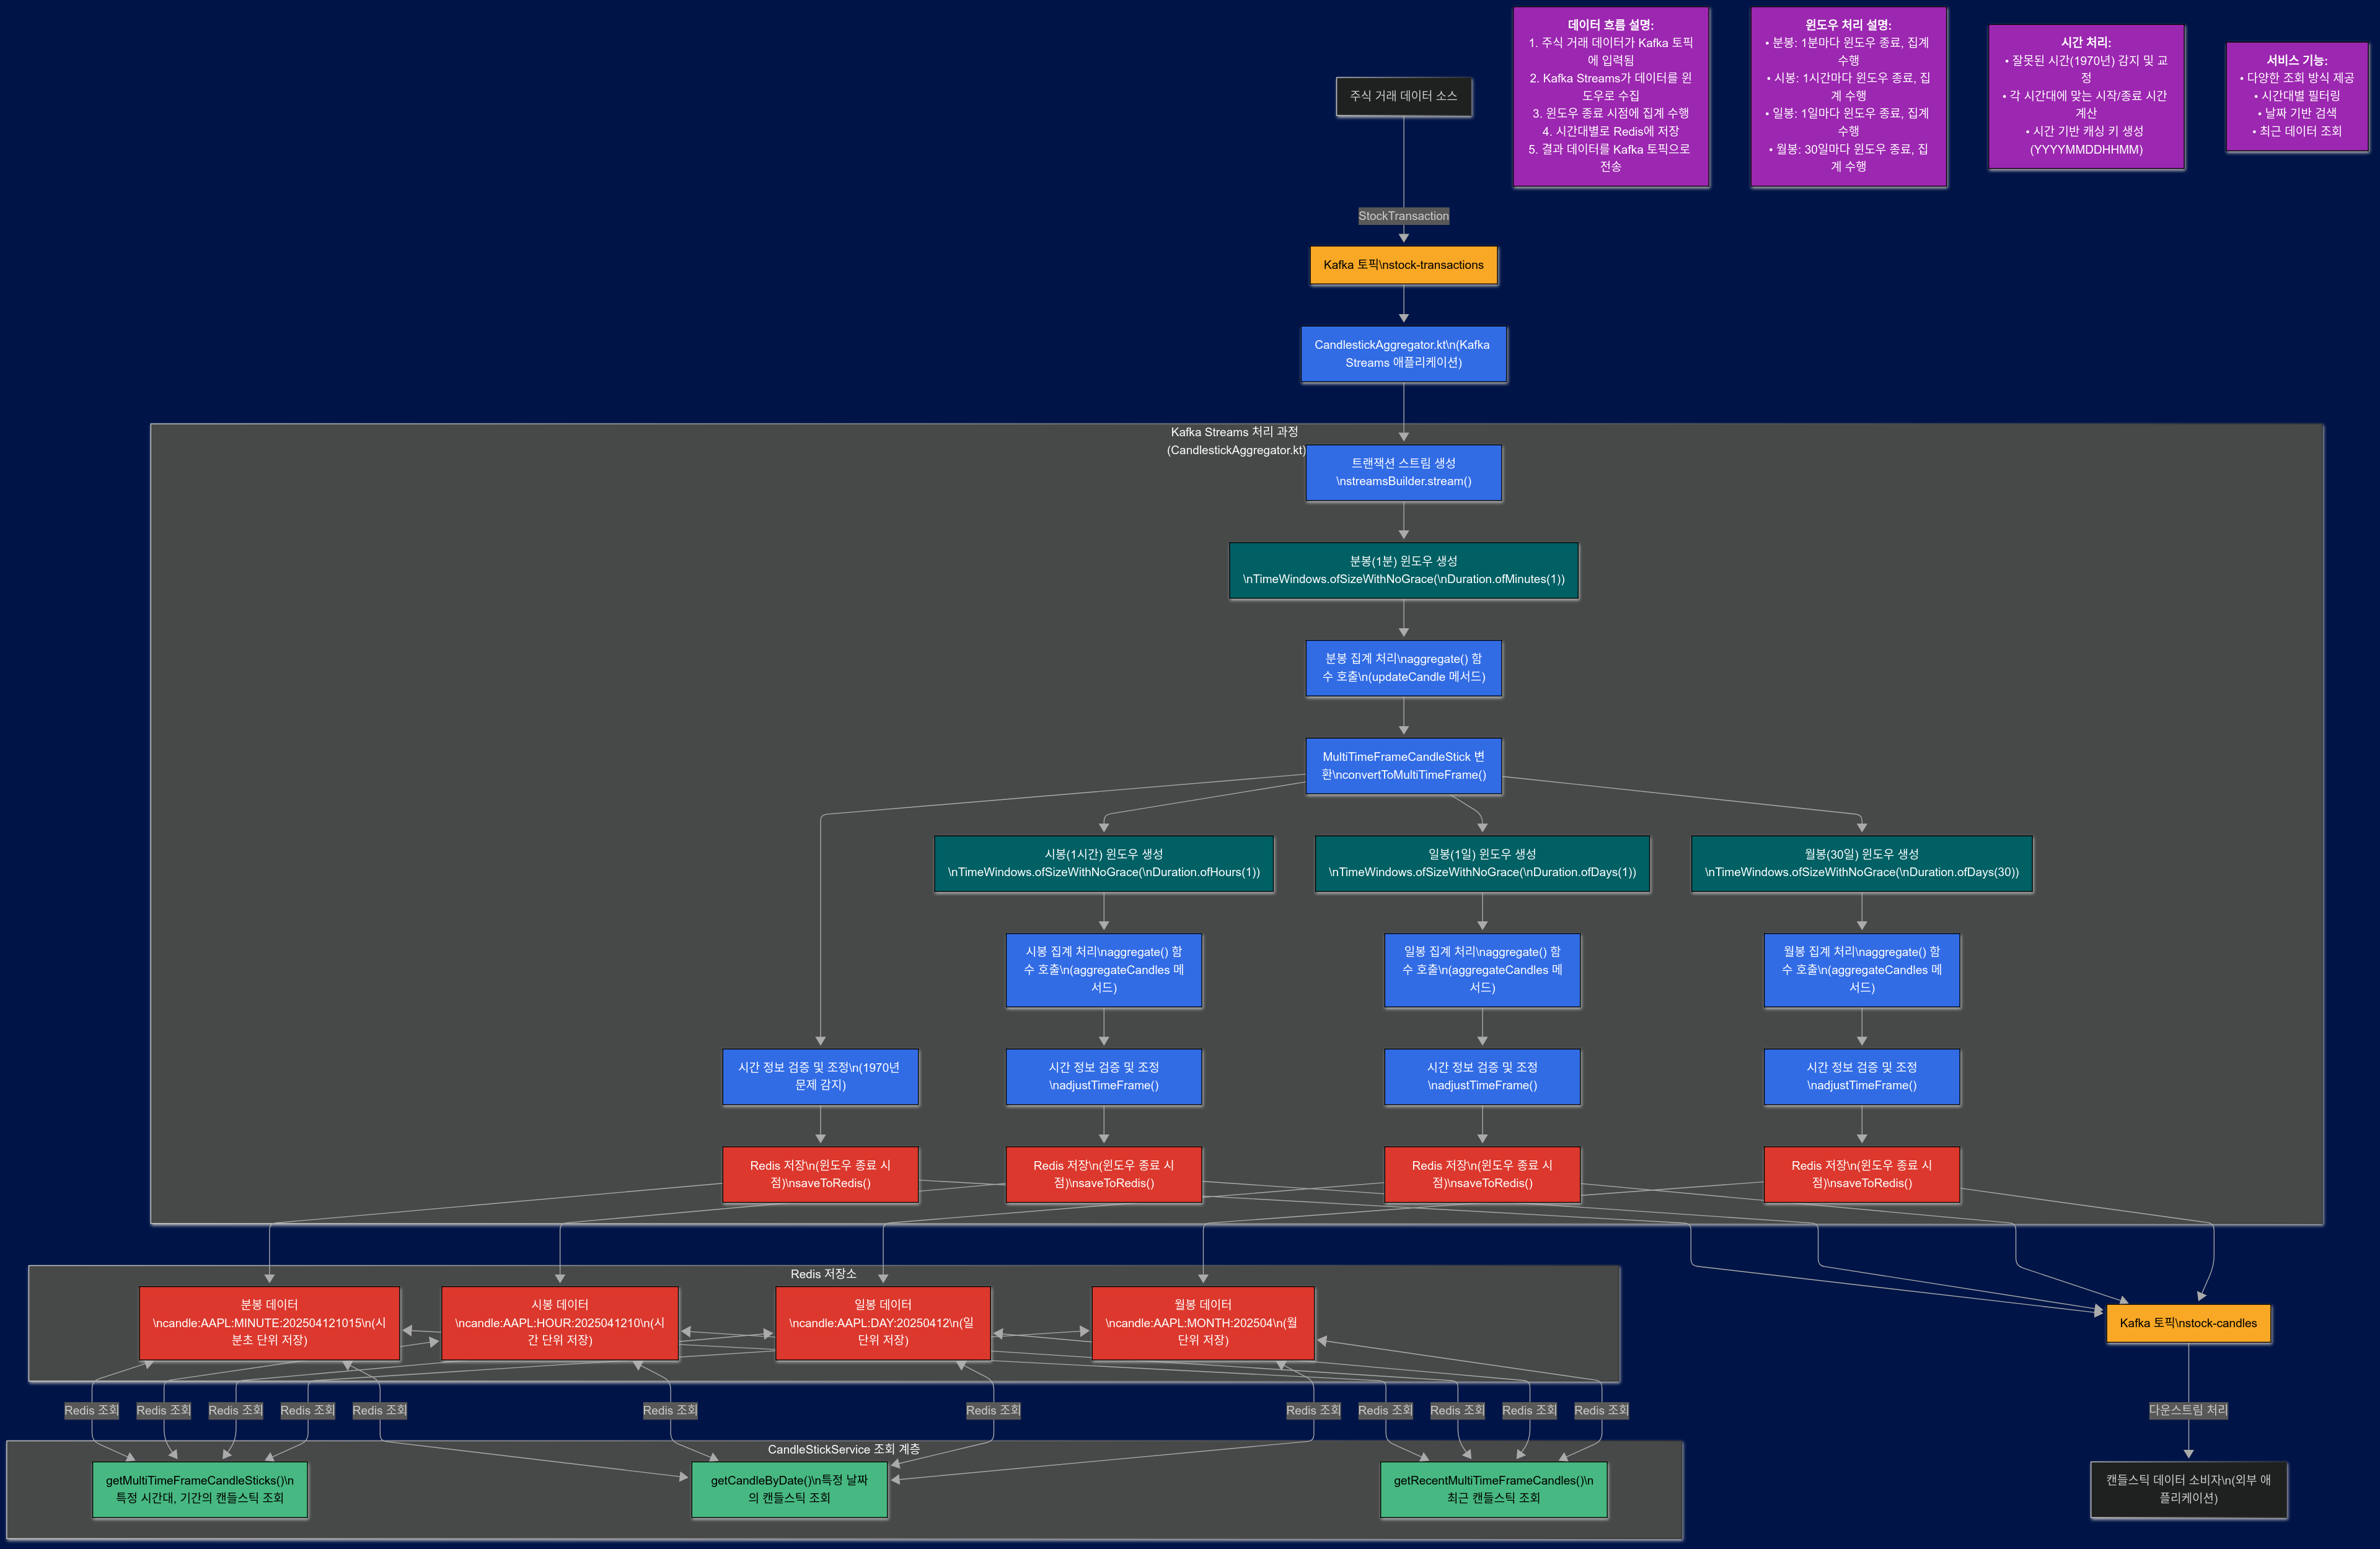 데이터 흐름 설명:
1. 주식 거래 데이터가 Kafka 토픽
에 입력됨
2. Kafka Streams가 데이터를 윈
도우로 수집
3. 윈도우 종료 시점에 집계 수행
4. 시간대별로 Redis에 저장
5. 결과 데이터를 Kafka 토픽으로
전송
윈도우 처리 설명:
• 분봉: 1분마다 윈도우 종료, 집계
수행
• 시봉: 1시간마다 윈도우 종료, 집
계 수행
• 일봉: 1일마다 윈도우 종료, 집계
수행
• 월봉: 30일마다 윈도우 종료, 집
계 수행
시간 처리:
• 잘못된 시간(1970년) 감지 및 교
정
• 각 시간대에 맞는 시작/종료 시간
계산
• 시간 기반 캐싱 키 생성
(YYYYMMDDHHMM)
서비스 기능:
• 다양한 조회 방식 제공
• 시간대별 필터링
• 날짜 기반 검색
• 최근 데이터 조회
주식 거래 데이터 소스
StockTransaction
Kafka 토픽\nstock-transactions
CandlestickAggregator.kt\n(Kafka
Streams 애플리케이션)
Kafka Streams 처리 과정
(CandlestickAggregator.kt)
트랜잭션 스트림 생성
\nstreamsBuilder.stream()
분봉(1분) 윈도우 생성
\nTimeWindows.ofSizeWithNoGrace(\nDuration.ofMinutes(1))
분봉 집계 처리\naggregate() 함
수 호출\n(updateCandle 메서드)
MultiTimeFrameCandleStick 변
환\nconvertToMultiTimeFrame()
시봉(1시간) 윈도우 생성
\nTimeWindows.ofSizeWithNoGrace(\nDuration.ofHours(1))
일봉(1일) 윈도우 생성
\nTimeWindows.ofSizeWithNoGrace(\nDuration.ofDays(1))
월봉(30일) 윈도우 생성
\nTimeWindows.ofSizeWithNoGrace(\nDuration.ofDays(30))
시봉 집계 처리\naggregate() 함
수 호출\n(aggregateCandles 메
서드)
일봉 집계 처리\naggregate() 함
수 호출\n(aggregateCandles 메
서드)
월봉 집계 처리\naggregate() 함
수 호출\n(aggregateCandles 메
서드)
시간 정보 검증 및 조정\n(1970년
문제 감지)
시간 정보 검증 및 조정
\nadjustTimeFrame()
시간 정보 검증 및 조정
\nadjustTimeFrame()
시간 정보 검증 및 조정
\nadjustTimeFrame()
Redis 저장\n(윈도우 종료 시
점)\nsaveToRedis()
Redis 저장\n(윈도우 종료 시
점)\nsaveToRedis()
Redis 저장\n(윈도우 종료 시
점)\nsaveToRedis()
Redis 저장\n(윈도우 종료 시
점)\nsaveToRedis()
Redis 저장소
분봉 데이터
\ncandle:AAPL:MINUTE:202504121015\n(시
분초 단위 저장)
시봉 데이터
\ncandle:AAPL:HOUR:2025041210\n(시
간 단위 저장)
일봉 데이터
\ncandle:AAPL:DAY:20250412\n(일
단위 저장)
월봉 데이터
\ncandle:AAPL:MONTH:202504\n(월
단위 저장)
Kafka 토픽\nstock-candles
Redis 조회
Redis 조회
Redis 조회
Redis 조회
Redis 조회
Redis 조회
Redis 조회
Redis 조회
Redis 조회
Redis 조회
Redis 조회
Redis 조회
다운스트림 처리
CandleStickService 조회 계층
getMultiTimeFrameCandleSticks()\n
특정 시간대, 기간의 캔들스틱 조회
getCandleByDate()\n특정 날짜
의 캔들스틱 조회
getRecentMultiTimeFrameCandles()\n
최근 캔들스틱 조회
캔들스틱 데이터 소비자\n(외부 애
플리케이션)